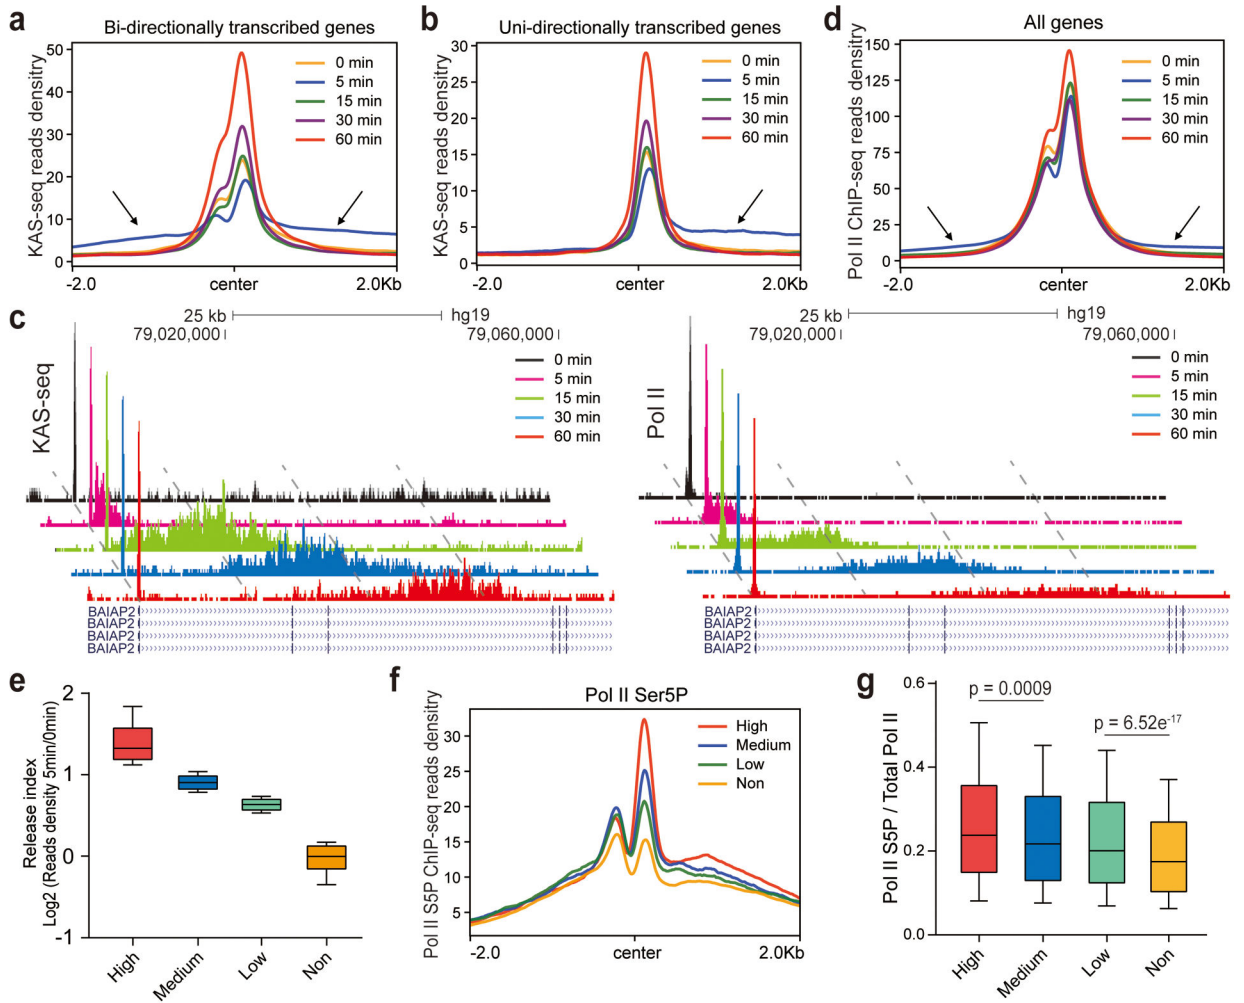 a
Bi-directionally transcribed genes
KAS-seq reads densitry
50
40
30
20
10
0
-2.0
center
2.0Kb
0 min
5 min
15 min
30 min
60 min
b
Uni-directionally transcribed genes
KAS-seq reads densitry
30
25
20
15
10
5
0
-2.0
center
2.0Kb
0 min
5 min
15 min
30 min
60 min
d
All genes
Pol II ChIP-seq reads densitry
150
125
100
75
50
25
0
-2.0
center
2.0Kb
0 min
5 min
15 min
30 min
60 min
c
KAS-seq
25 kb
hg19
79,020,000
79,060,000
0 min
5 min
15 min
30 min
60 min
BAIAP2
BAIAP2
BAIAP2
BAIAP2
Pol II
25 kb
hg19
79,020,000
79,060,000
0 min
5 min
15 min
30 min
60 min
BAIAP2
BAIAP2
BAIAP2
BAIAP2
e
Release index
Log2 (Reads density 5min/0min)
2
1
0
-1
High
Medium
Low
Non
f
Pol II Ser5P
Pol II S5P ChIP-seq reads densitry
30
25
20
15
10
5
-2.0
center
2.0Kb
High
Medium
Low
Non
g
Pol II S5P / Total Pol II
0.6
0.4
0.2
0.0
p = 0.0009
p = 6.52e⁻¹⁷
High
Medium
Low
Non